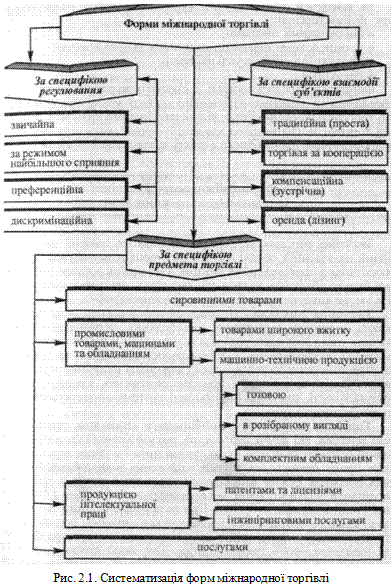 Форми міжнародної торгівлі
За специфікою
регулювання
За специфікою взаємодії
суб'єктів
звичайна
традиційна (проста)
за режимом
найбільшого сприяння
торгівля за кооперацією
преференційна
компенсаційна
(зустрічна)
дискримінаційна
оренда (лізинг)
За специфікою
предмета торгівлі
сировинними товарами
промисловими
товарами, машинами
та обладнанням
товарами широкого вжитку
машинно-технічною продукцією
готовою
в розібраному вигляді
комплектним обладнанням
продукцією
інтелектуальної
праці
патентами та ліцензіями
інжиніринговими послугами
послугами
Рис. 2.1. Систематизація форм міжнародної торгівлі